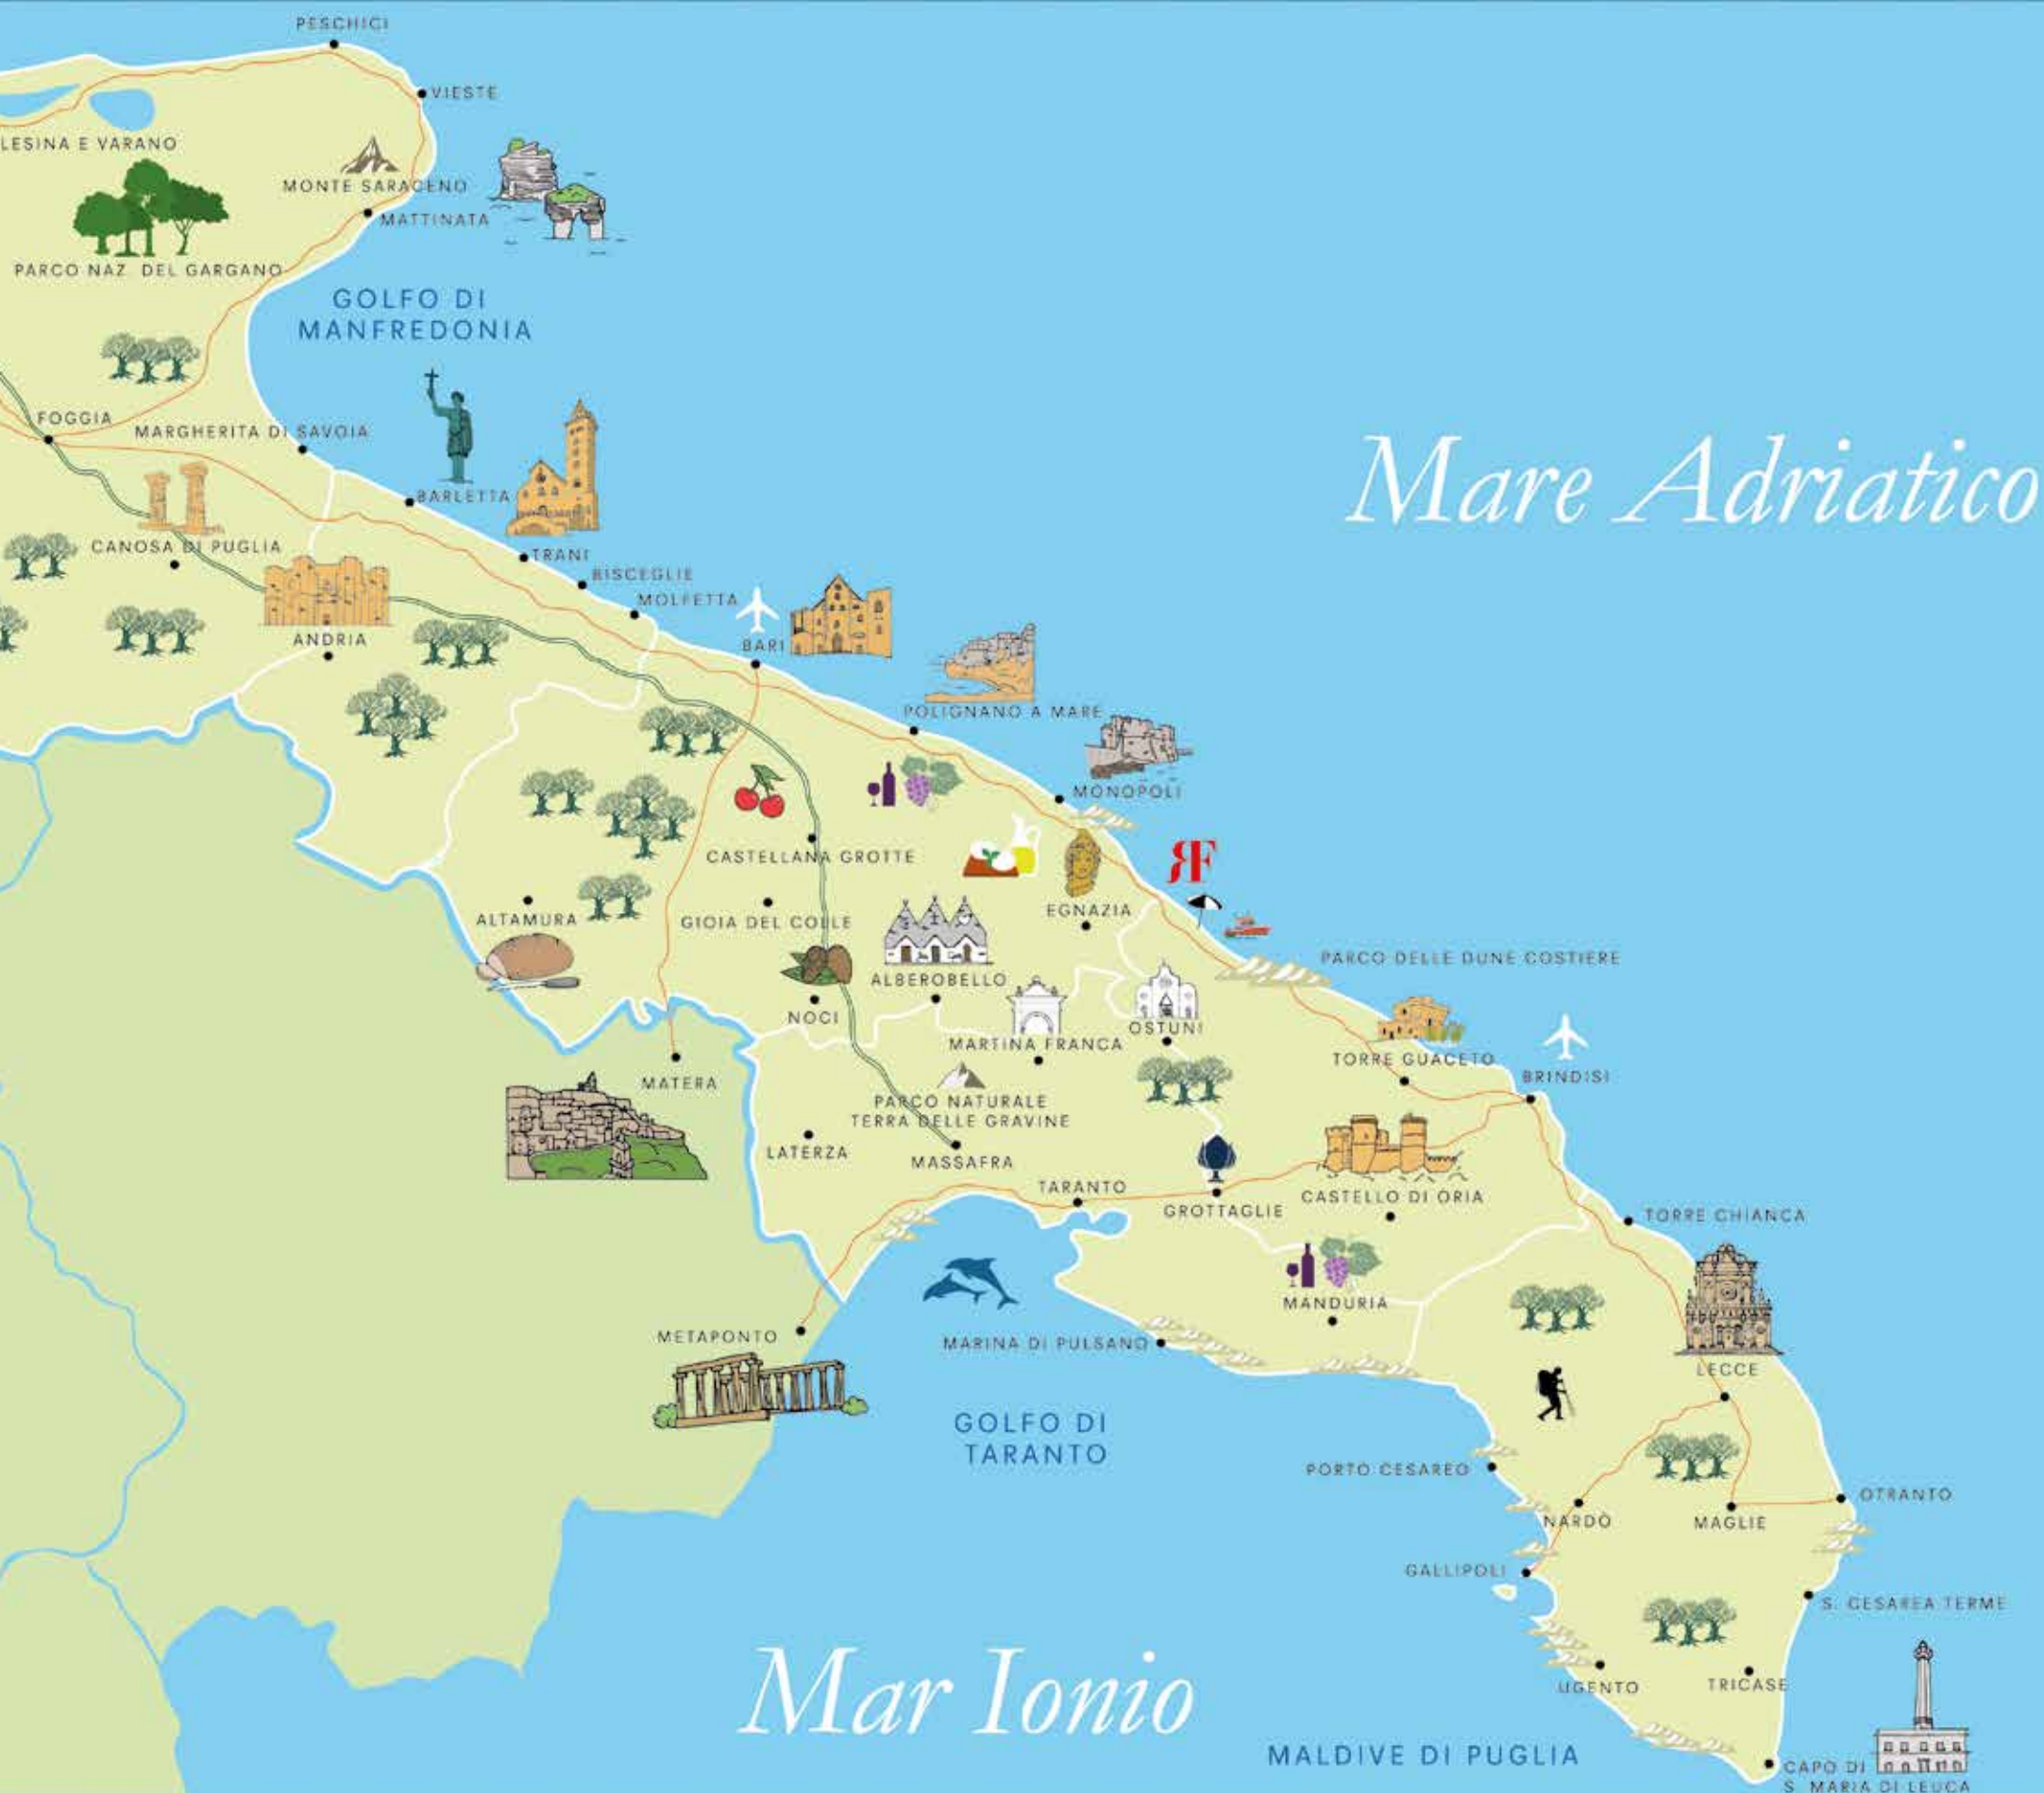 PESCHICI
VIESTE
LESINA E VARANO
MONTE SARACENO
MATTINATA
PARCO NAZ. DEL GARGANO
GOLFO DI
MANFREDONIA
FOGGIA
MARGHERITA DI SAVOIA
BARLETTA
Mare Adriatico
CANOSA DI PUGLIA
TRANI
BISCEGLIE
MOLFETTA
ANDRIA
BARI
POLIGNANO A MARE
MONOPOLI
CASTELLANA GROTTE
ЯF
ALTAMURA
GIOIA DEL COLLE
EGNAZIA
PARCO DELLE DUNE COSTIERE
ALBEROBELLO
NOCI
OSTUNI
MARTINA FRANCA
TORRE GUACETO
BRINDISI
MATERA
PARCO NATURALE
TERRA DELLE GRAVINE
LATERZA
MASSAFRA
TARANTO
GROTTAGLIE
CASTELLO DI ORIA
TORRE CHIANCA
MANDURIA
METAPONTO
MARINA DI PULSANO
LECCE
GOLFO DI
TARANTO
PORTO CESAREO
OTRANTO
NARDÒ
MAGLIE
GALLIPOLI
S. CESAREA TERME
Mar Ionio
UGENTO
TRICASE
MALDIVE DI PUGLIA
CAPO DI
S. MARIA DI LEUCA